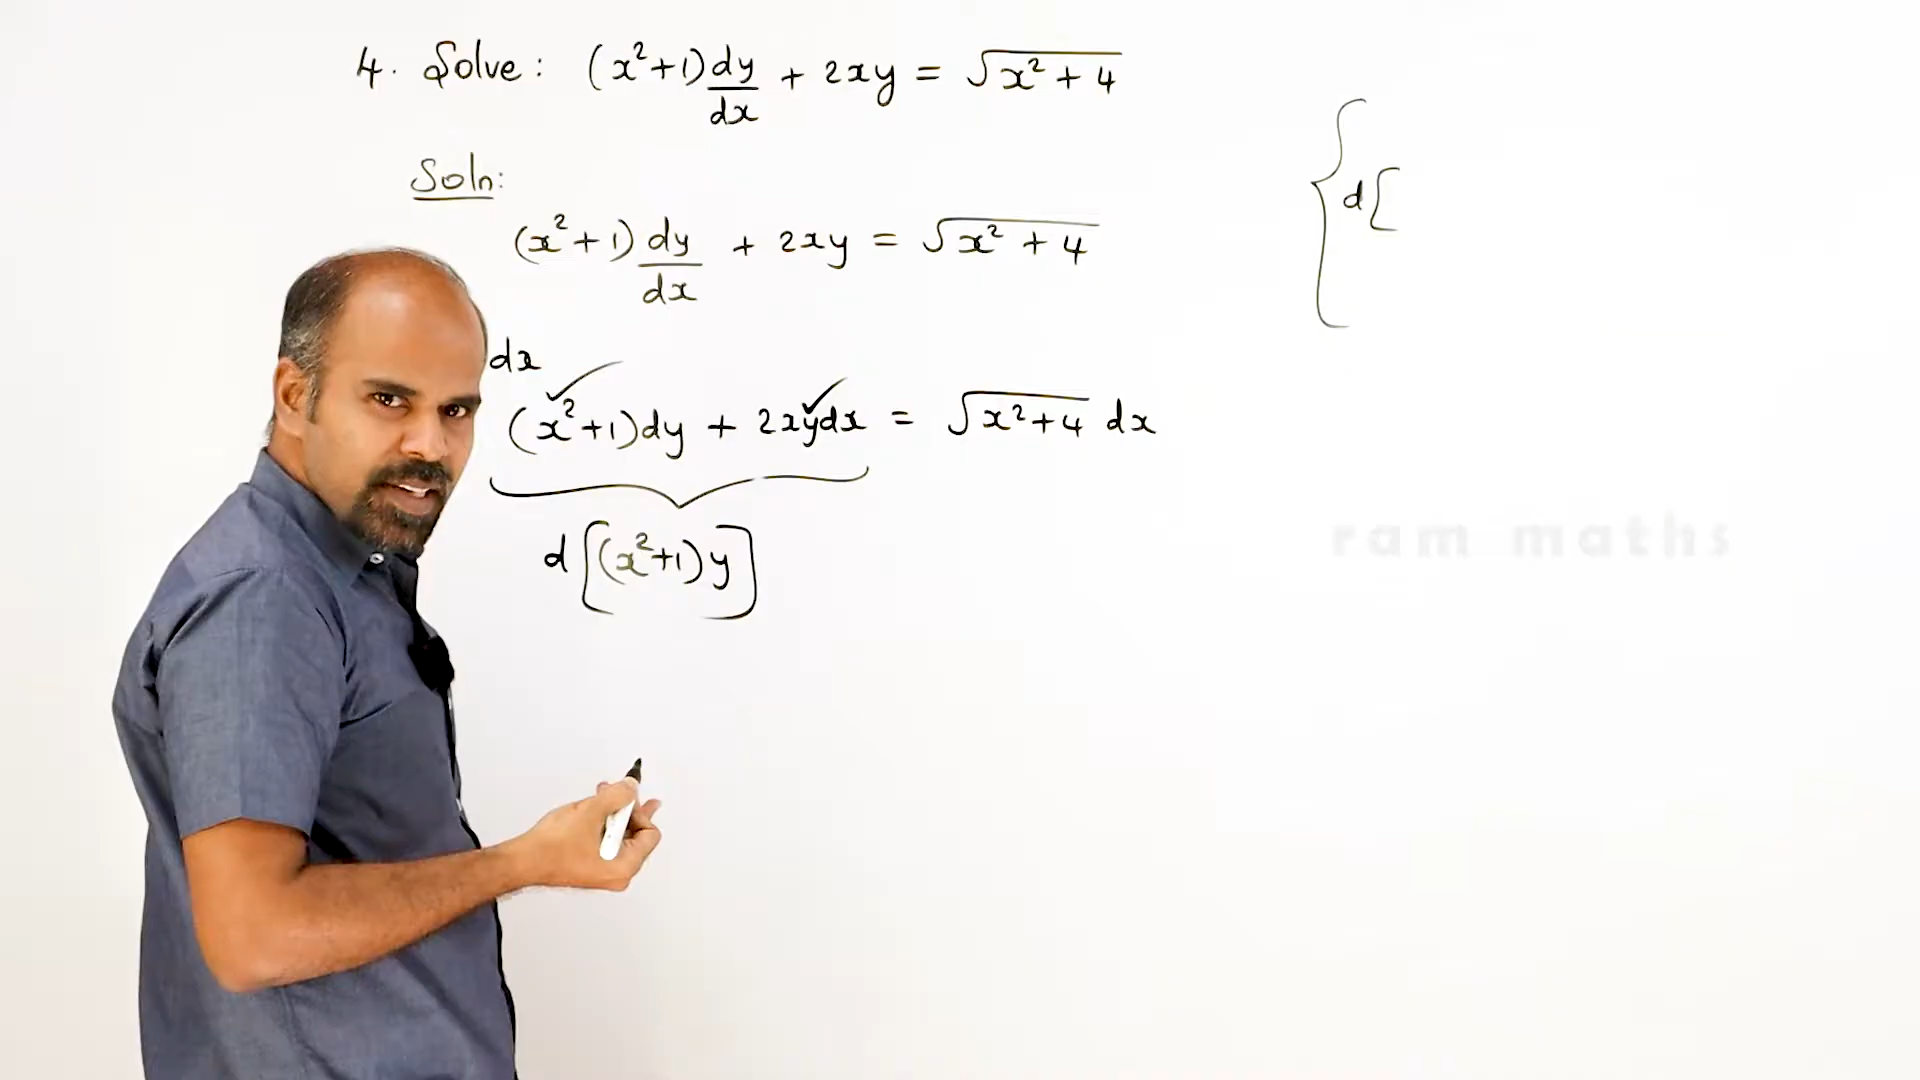 4. Solve: (x²+1)dy/dx + 2xy = √x² + 4
Soln:
(x²+1)dy/dx + 2xy = √x² + 4
dx
(x²+1)dy + 2xydx = √x²+4 dx
d[(x²+1)y]
{ d[
ram maths